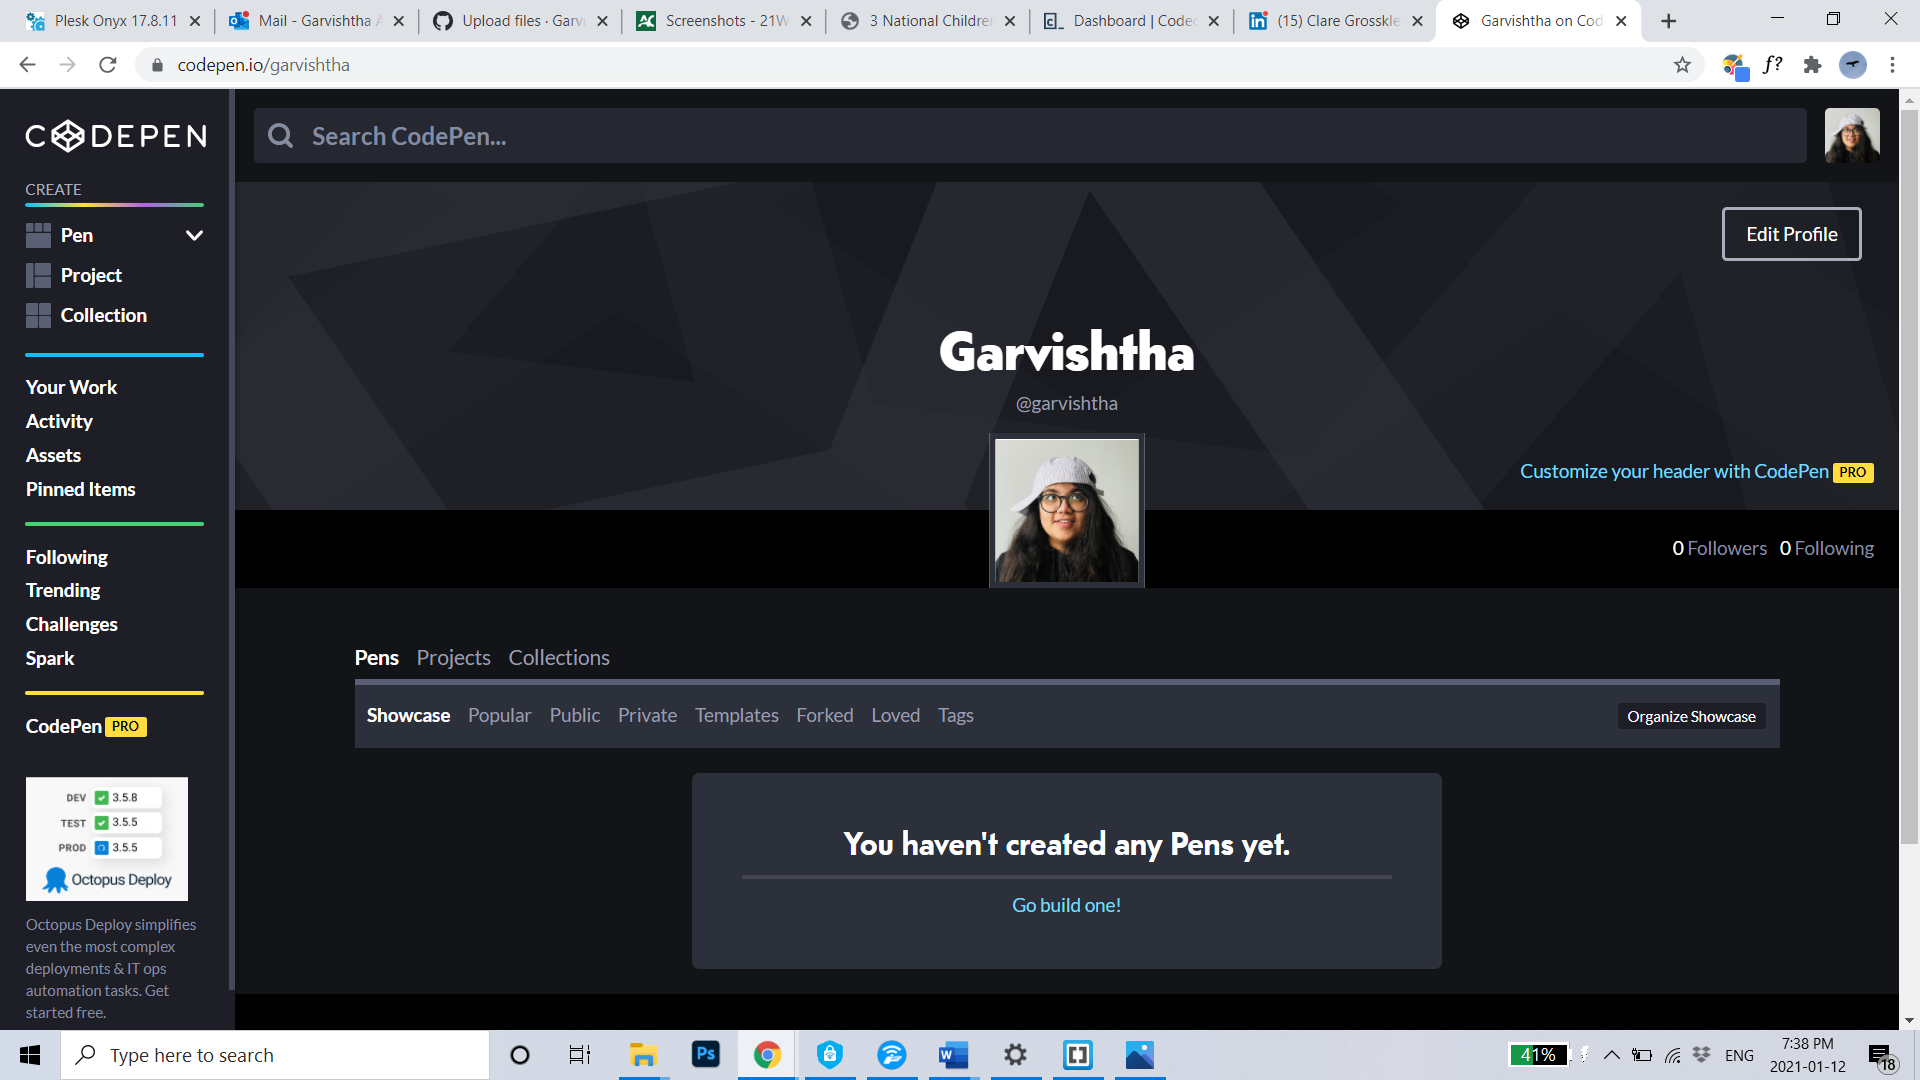 Plesk Onyx 17.8.11
Mail - Garvishtha A
Upload files · Garvi
Screenshots - 21W
3 National Childre
Dashboard | Codec
(15) Clare Grosskle
Garvishtha on Cod
codepen.io/garvishtha
f?
CODEPEN
Search CodePen...
CREATE
Pen
Project
Collection
Your Work
Activity
Assets
Pinned Items
Following
Trending
Challenges
Spark
CodePen PRO
DEV 3.5.8
TEST 3.5.5
PROD 3.5.5
Octopus Deploy
Octopus Deploy simplifies
even the most complex
deployments & IT ops
automation tasks. Get
started free.
Edit Profile
Garvishtha
@garvishtha
Customize your header with CodePen PRO
0 Followers 0 Following
Pens Projects Collections
Showcase Popular Public Private Templates Forked Loved Tags
Organize Showcase
You haven't created any Pens yet.
Go build one!
Type here to search
Ps
41%
ENG
7:38 PM
2021-01-12
18